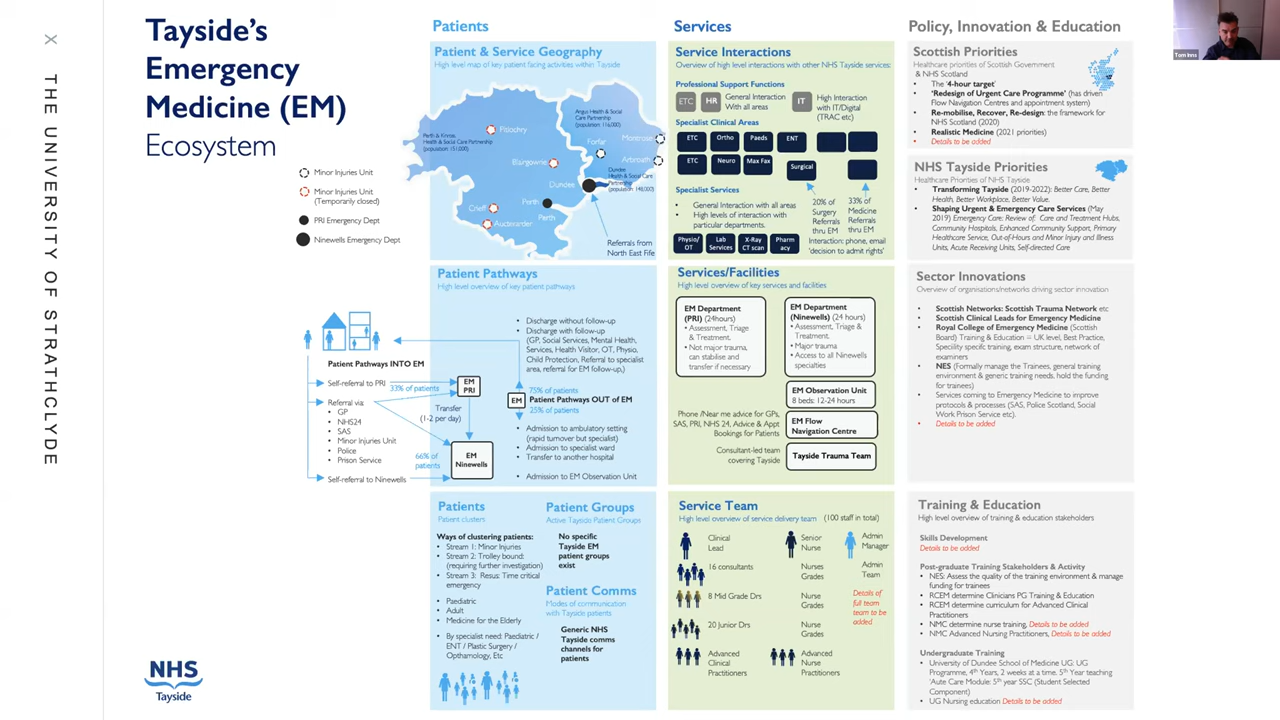 X
THE UNIVERSITY OF STRATHCLYDE
Tayside's
Emergency
Medicine (EM)
Ecosystem
Minor Injuries Unit
Minor Injuries Unit
(Temporarily closed)
PRI Emergency Dept
Ninewells Emergency Dept
NHS
Tayside
Patients
Patient & Service Geography
High level map of key patient facing activities within Tayside
Perth & Kinross,
Health & Social Care Partnership
(population: 151,000)
Angus Health & Social
Care Partnership
(population: 116,000)
Pitlochry
Montrose
Forfar
Arbroath
Blairgowrie
Dundee
Dundee
Health & Social Care
Partnership
(population: 148,000)
Crieff
Perth
Perth
Auchterarder
Referrals from
North East Fife
Patient Pathways
High level overview of key patient pathways
Patient Pathways INTO EM
Self-referral to PRI
33% of patients
Referral via:
• GP
• NHS24
• SAS
• Minor Injuries Unit
• Police
• Prison Service
Self-referral to Ninewells
66% of
patients
EM
PRI
Transfer
(1-2 per day)
EM
Ninewells
• Discharge without follow-up
• Discharge with follow-up
(GP, Social Services, Mental Health,
Services, Health Visitor, OT, Physio,
Child Protection, Referral to specialist
area, referral for EM follow-up,)
75% of patients
EM
Patient Pathways OUT of EM
25% of patients
• Admission to ambulatory setting
(rapid turnover but specialist)
• Admission to specialist ward
• Transfer to another hospital
• Admission to EM Observation Unit
Patients
Patient clusters
Ways of clustering patients:
• Stream 1: Minor Injuries
• Stream 2: Trolley bound:
(requiring further investigation)
• Stream 3: Resus: Time critical
emergency
• Paediatric
• Adult
• Medicine for the Elderly
• By specialist need: Paediatric /
ENT / Plastic Surgery /
Opthamology, Etc
Patient Groups
Active Tayside Patient Groups
No specific
Tayside EM
patient groups
exist
Patient Comms
Modes of communication
with Tayside patients
Generic NHS
Tayside comms
channels for
patients
Services
Service Interactions
Overview of high level interactions with other NHS Tayside services:
Professional Support Functions
ETC
HR
General Interaction
With all areas
IT
High Interaction
with IT/Digital
(TRAC etc)
Specialist Clinical Areas
ETC
Ortho
Paeds
ENT
ETC
Neuro
Max Fax
Surgical
Specialist Services
• General Interaction with all areas
• High levels of interaction with
particular departments.
20% of
Surgery
Referrals
thru EM
33% of
Medicine
Referrals
thru EM
Physio/
OT
Lab
Services
X-Ray
CT scan
Pharm
acy
Interaction: phone, email
'decision to admit rights'
Services/Facilities
High level overview of key services and facilities
EM Department
(PRI) (24hours)
• Assessment, Triage
& Treatment.
• Not major trauma,
can stabilise and
transfer if necessary
EM Department
(Ninewells) (24 hours)
• Assessment, Triage &
Treatment,
• Major trauma
• Access to all Ninewells
specialties
EM Observation Unit
8 beds: 12-24 hours
Phone /Near me advice for GPs,
SAS, PRI, NHS 24, Advice & Appt
Bookings for Patients
EM Flow
Navigation Centre
Consultant-led team
covering Tayside
Tayside Trauma Team
Service Team
High level overview of service delivery team
(100 staff in total)
Clinical
Lead
16 consultants
8 Mid Grade Drs
20 Junior Drs
Advanced
Clinical
Practitioners
Senior
Nurse
Nurses
Grades
Nurse
Grades
Nurse
Grades
Advanced
Nurse
Practitioners
Admin
Manager
Admin
Team
Details of
full team
team to be
added
Policy, Innovation & Education
Scottish Priorities
Healthcare priorities of Scottish Government
& NHS Scotland
• The '4-hour target'
• 'Redesign of Urgent Care Programme' (has driven
Flow Navigation Centres and appointment system)
• Re-mobilise, Recover, Re-design: the framework for
NHS Scotland (2020)
• Realistic Medicine (2021 priorities)
• Details to be added
NHS Tayside Priorities
Healthcare Priorities of NHS Tayside
• Transforming Tayside (2019-2022): Better Care, Better
Health, Better Workplace, Better Value.
• Shaping Urgent & Emergency Care Services (May
2019) Emergency Care: Review of: Care and Treatment Hubs,
Community Hospitals, Enhanced Community Support, Primary
Healthcare Service, Out-of-Hours and Minor Injury and Illness
Units, Acute Receiving Units, Self-directed Care
Sector Innovations
Overview of organisations/networks driving sector innovation
• Scottish Networks: Scottish Trauma Network etc
• Scottish Clinical Leads for Emergency Medicine
• Royal College of Emergency Medicine (Scottish
Board) Training & Education = UK level, Best Practice,
Speciility specifc training, exam structure, network of
examiners
• NES (Formally manage the Trainees, general training
environment & generic training needs, hold the funding
for trainees)
• Services coming to Emergency Medicine to improve
protocols & processes (SAS, Police Scotland, Social
Work Prison Service etc).
• Details to be added
Training & Education
High level overview of training & education stakeholders
Skills Development
Details to be added
Post-graduate Training Stakeholders & Activity
• NES: Assess the quality of the training environment & manage
funding for trainees
• RCEM determine Clinicians PG Training & Education
• RCEM determine curriculum for Advanced Clinical
Practitioners
• NMC determine nurse training, Details to be added
• NMC Advanced Nursing Practitioners, Details to be added
Undergraduate Training
• University of Dundee School of Medicine UG: UG
Programme, 4th Years, 2 weeks at a time. 5th Year teaching
'Aute Care Module: 5th year SSC (Student Selected
Component)
• UG Nursing education Details to be added
Tom Inns